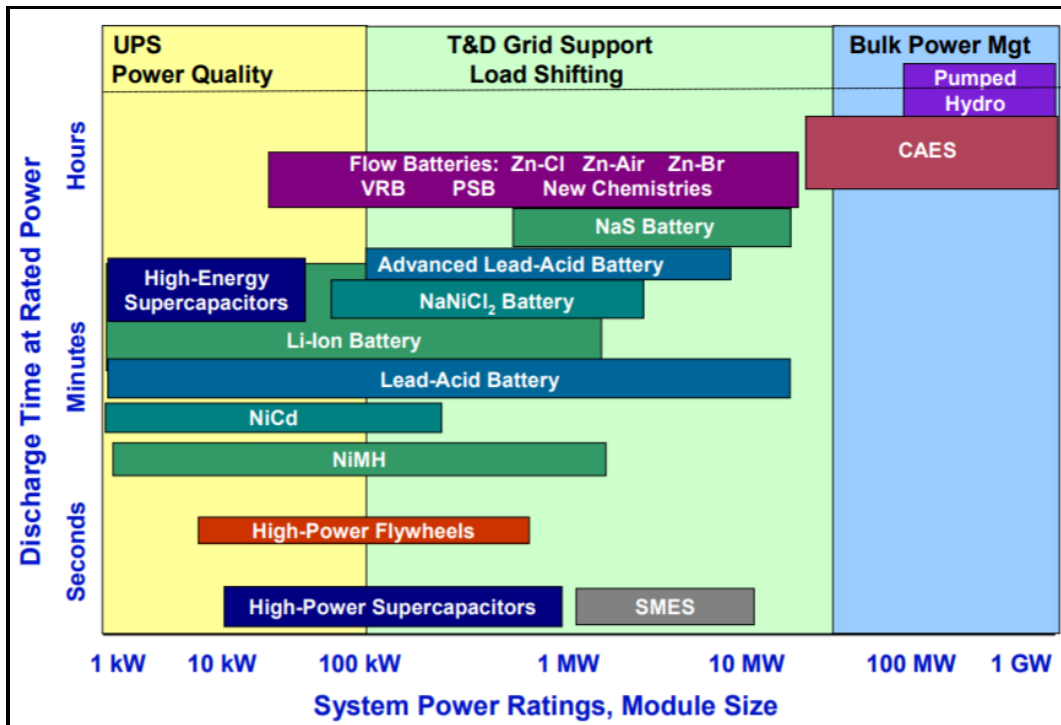 UPS
Power Quality
T&D Grid Support
Load Shifting
Bulk Power Mgt
Pumped
Hydro
CAES
Flow Batteries: Zn-Cl Zn-Air Zn-Br
VRB PSB New Chemistries
NaS Battery
Advanced Lead-Acid Battery
High-Energy
Supercapacitors
NaNiCl₂ Battery
Li-Ion Battery
Lead-Acid Battery
NiCd
NiMH
High-Power Flywheels
High-Power Supercapacitors
SMES
Discharge Time at Rated Power
Hours
Minutes
Seconds
1 kW 10 kW 100 kW 1 MW 10 MW 100 MW 1 GW
System Power Ratings, Module Size